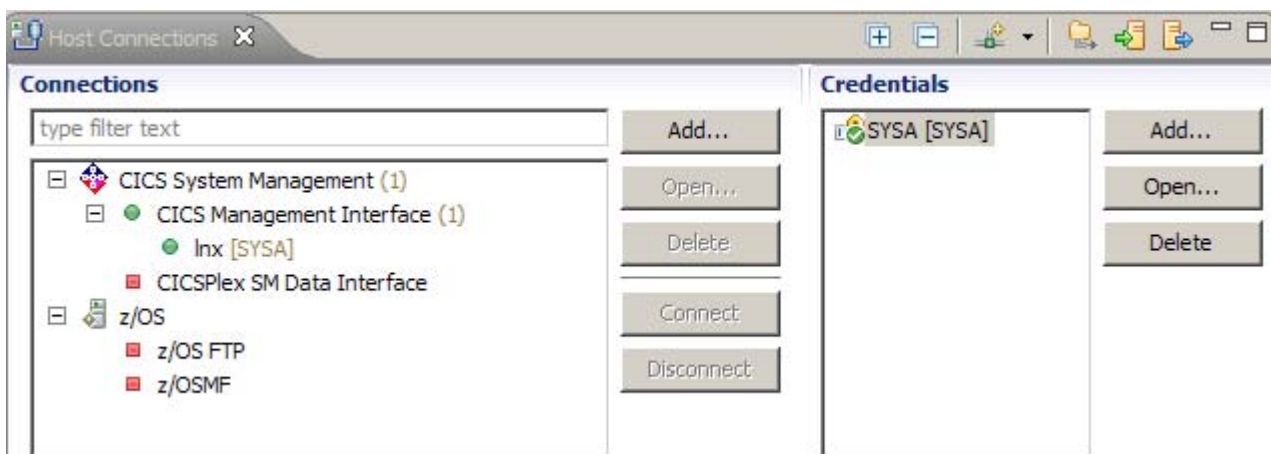 Host Connections
Connections
Credentials
type filter text
Add...
SYSA [SYSA]
Add...
CICS System Management (1)
Open...
Open...
CICS Management Interface (1)
lnx [SYSA]
Delete
Delete
CICSPlex SM Data Interface
z/OS
Connect
z/OS FTP
Disconnect
z/OSMF